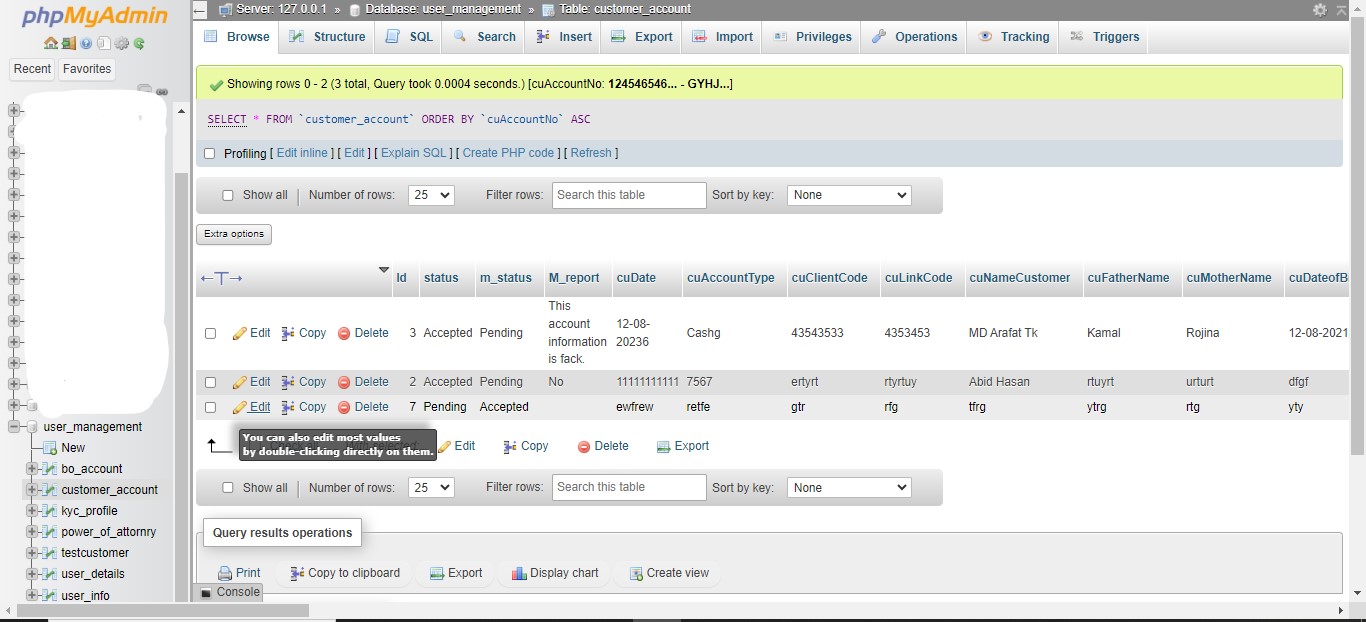 phpMyAdmin
Recent Favorites
user_management
New
bo_account
customer_account
kyc_profile
power_of_attornry
testcustomer
user_details
user_info
Server: 127.0.0.1 » Database: user_management » Table: customer_account
Browse Structure SQL Search Insert Export Import Privileges Operations Tracking Triggers
Showing rows 0 - 2 (3 total, Query took 0.0004 seconds.) [cuAccountNo: 124546546... - GYHJ...]
SELECT * FROM `customer_account` ORDER BY `cuAccountNo` ASC
Profiling [ Edit inline ] [ Edit ] [ Explain SQL ] [ Create PHP code ] [ Refresh ]
Show all Number of rows: 25 Filter rows: Search this table Sort by key: None
Extra options
←T→ Id status m_status M_report cuDate cuAccountType cuClientCode cuLinkCode cuNameCustomer cuFatherName cuMotherName cuDateofB
This
account
information
is fack.
12-08-
20236
Edit Copy Delete 3 Accepted Pending Cashg 43543533 4353453 MD Arafat Tk Kamal Rojina 12-08-2021
Edit Copy Delete 2 Accepted Pending No 11111111111 7567 ertyrt rtyrtuy Abid Hasan rtuyrt urturt dfgf
Edit Copy Delete 7 Pending Accepted ewfrew retfe gtr rfg tfrg ytrg rtg yty
You can also edit most values
by double-clicking directly on them.
Edit Copy Delete Export
Show all Number of rows: 25 Filter rows: Search this table Sort by key: None
Query results operations
Print Copy to clipboard Export Display chart Create view
Console